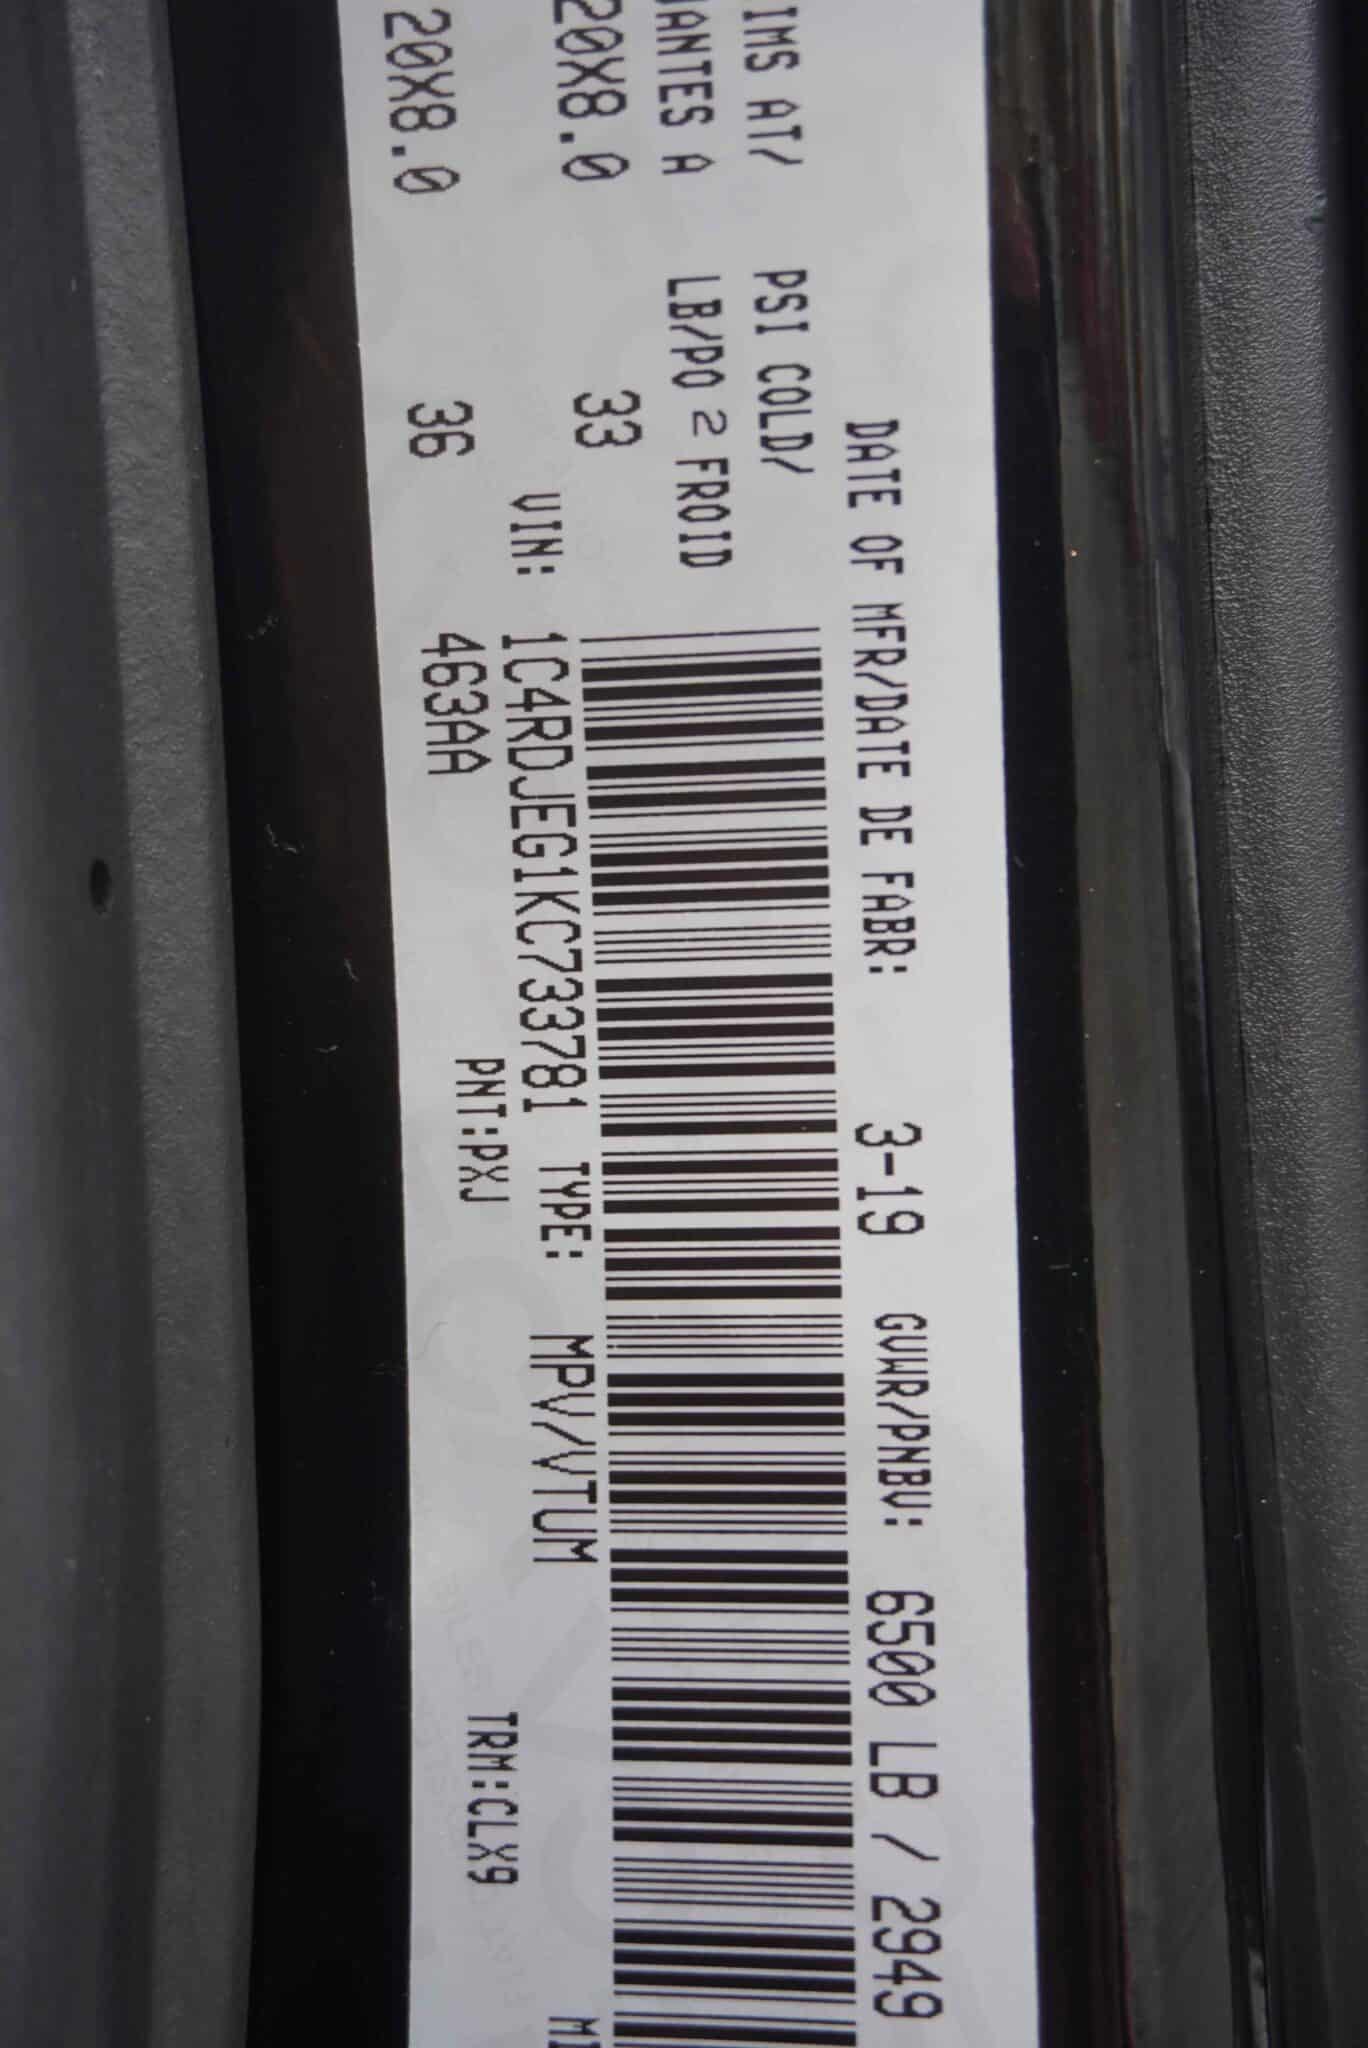 DATE OF MFR/DATE DE FABR: 3-19 GVWR/PNBV: 6500 LB / 2949
IMS AT/ PSI COLD/
JANTES A LB/PO 2 FROID
20X8.0 33
VIN: 1C4RDJEG1KC733781 TYPE: MPV/VTUM
20X8.0 36
463AA PNT:PXJ TRM:CLX9